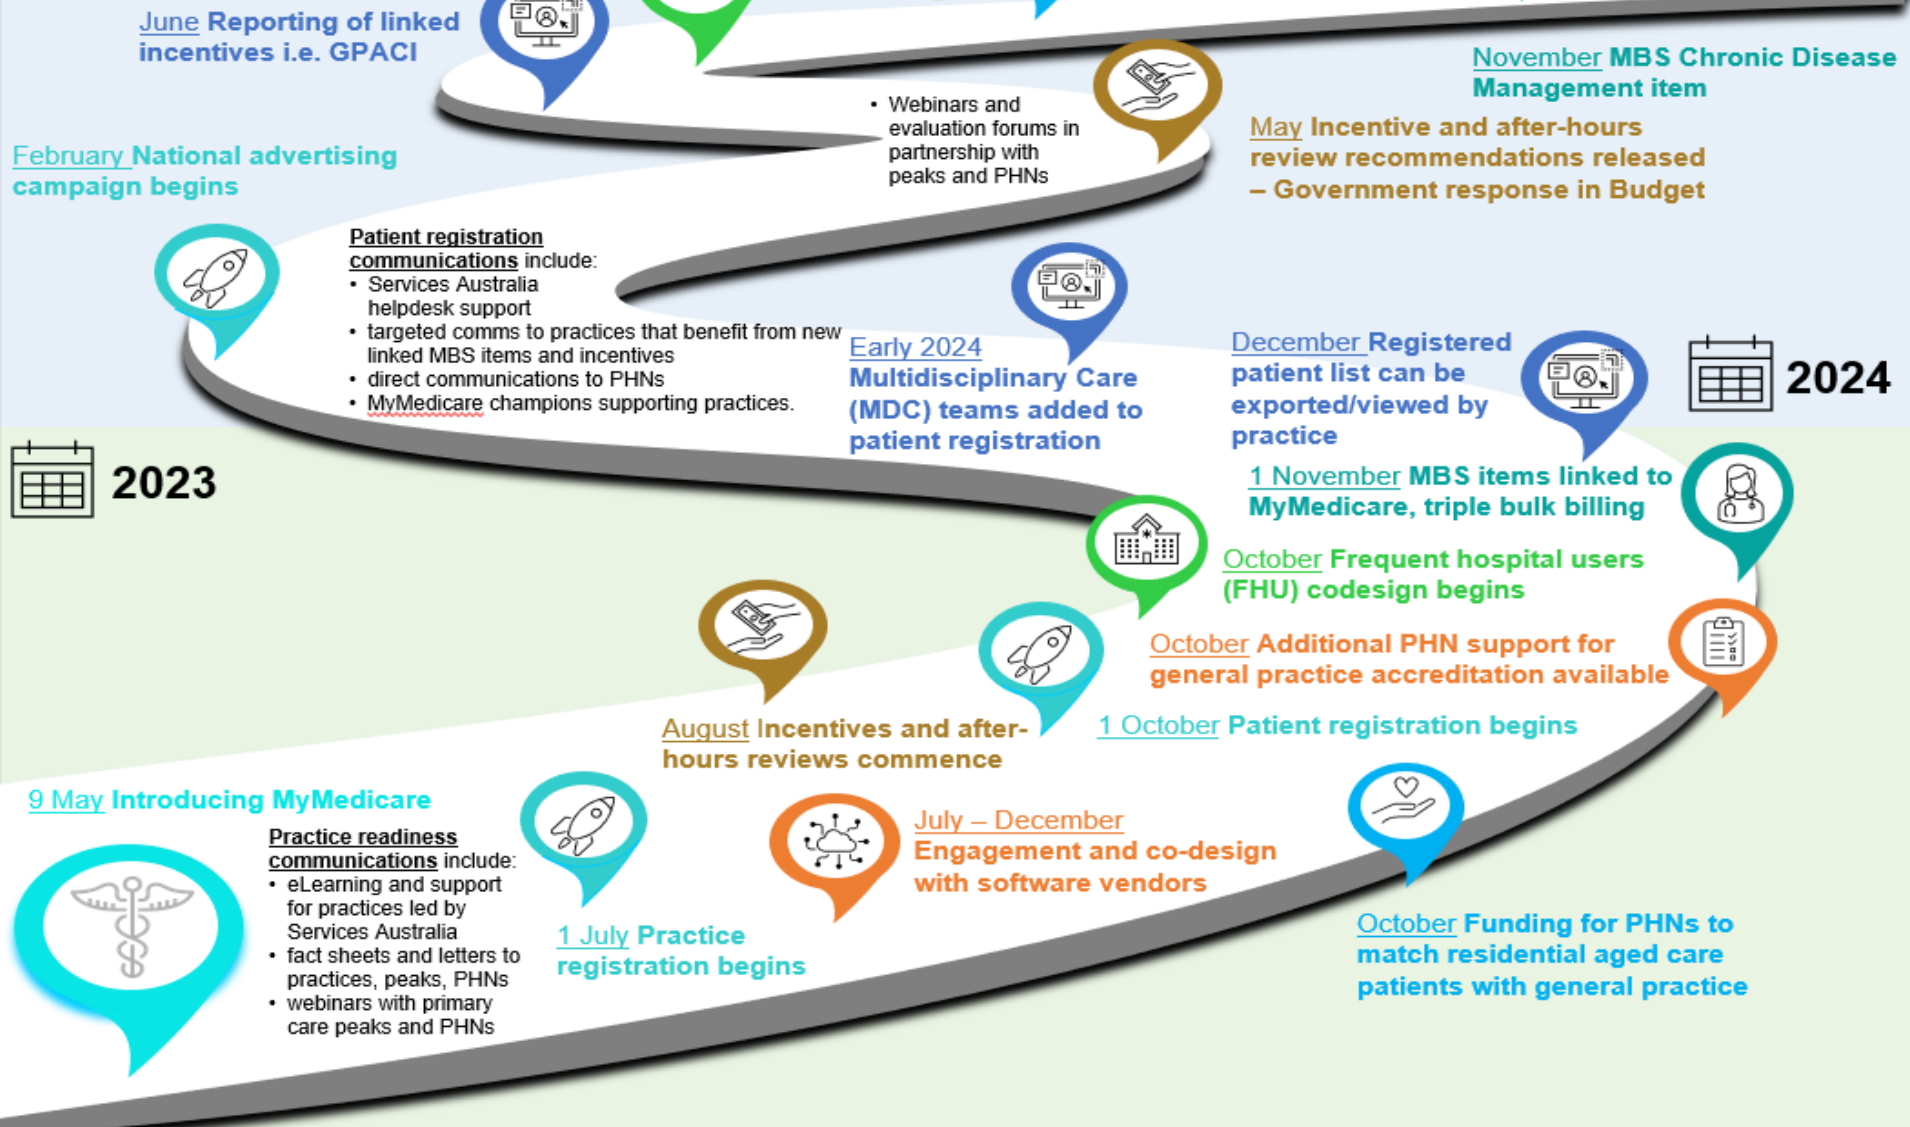 June Reporting of linked
incentives i.e. GPACI
November MBS Chronic Disease
Management item
• Webinars and
evaluation forums in
partnership with
peaks and PHNs
May Incentive and after-hours
review recommendations released
– Government response in Budget
February National advertising
campaign begins
Patient registration
communications include:
• Services Australia
helpdesk support
• targeted comms to practices that benefit from new
linked MBS items and incentives
• direct communications to PHNs
• MyMedicare champions supporting practices.
Early 2024
Multidisciplinary Care
(MDC) teams added to
patient registration
December Registered
patient list can be
exported/viewed by
practice
2024
2023
1 November MBS items linked to
MyMedicare, triple bulk billing
October Frequent hospital users
(FHU) codesign begins
October Additional PHN support for
general practice accreditation available
1 October Patient registration begins
August Incentives and after-
hours reviews commence
9 May Introducing MyMedicare
Practice readiness
communications include:
• eLearning and support
for practices led by
Services Australia
• fact sheets and letters to
practices, peaks, PHNs
• webinars with primary
care peaks and PHNs
1 July Practice
registration begins
July – December
Engagement and co-design
with software vendors
October Funding for PHNs to
match residential aged care
patients with general practice